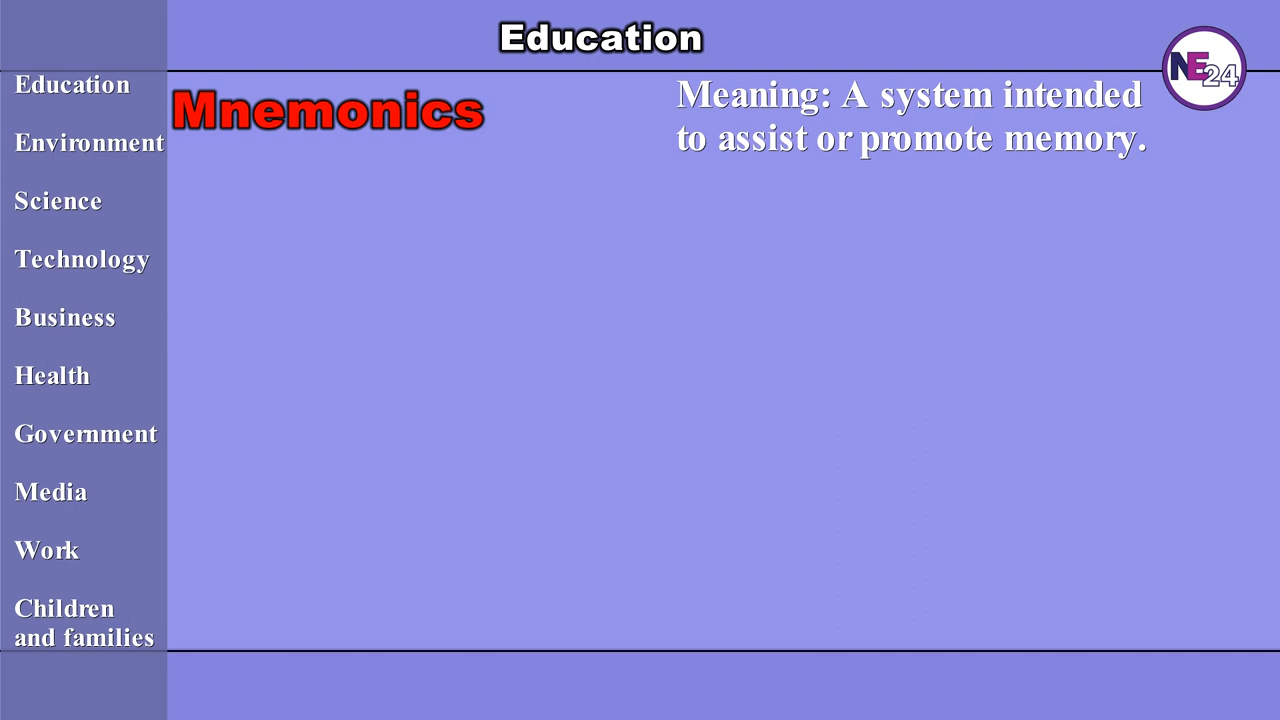 Education
NE24
Education
Environment
Science
Technology
Business
Health
Government
Media
Work
Children
and families
Mnemonics
Meaning: A system intended
to assist or promote memory.